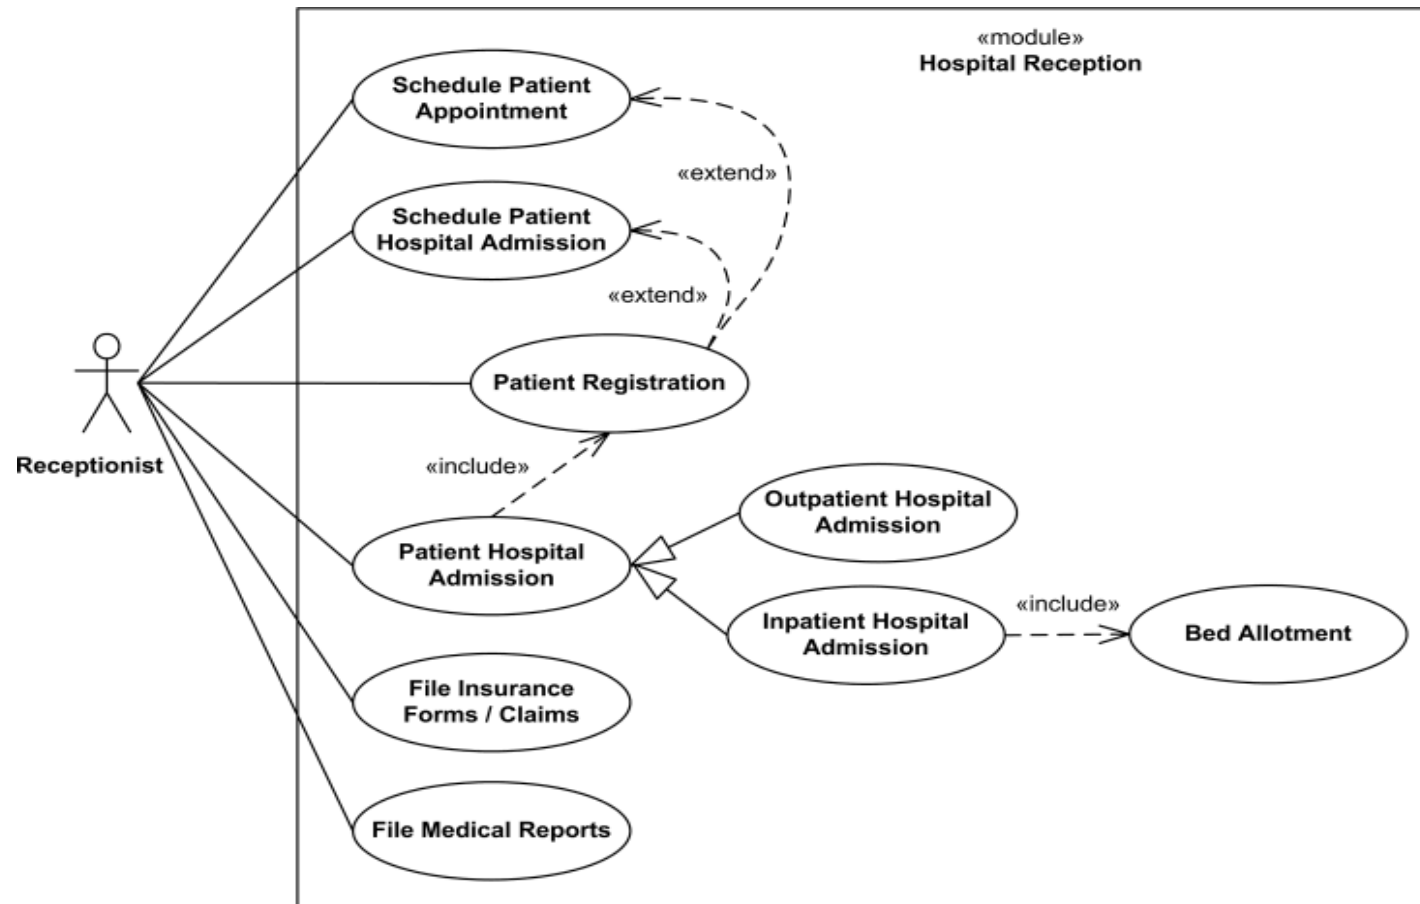 «module»
Hospital Reception
Schedule Patient
Appointment
«extend»
Schedule Patient
Hospital Admission
«extend»
Patient Registration
Receptionist
«include»
Outpatient Hospital
Admission
Patient Hospital
Admission
Inpatient Hospital
Admission
«include»
Bed Allotment
File Insurance
Forms / Claims
File Medical Reports